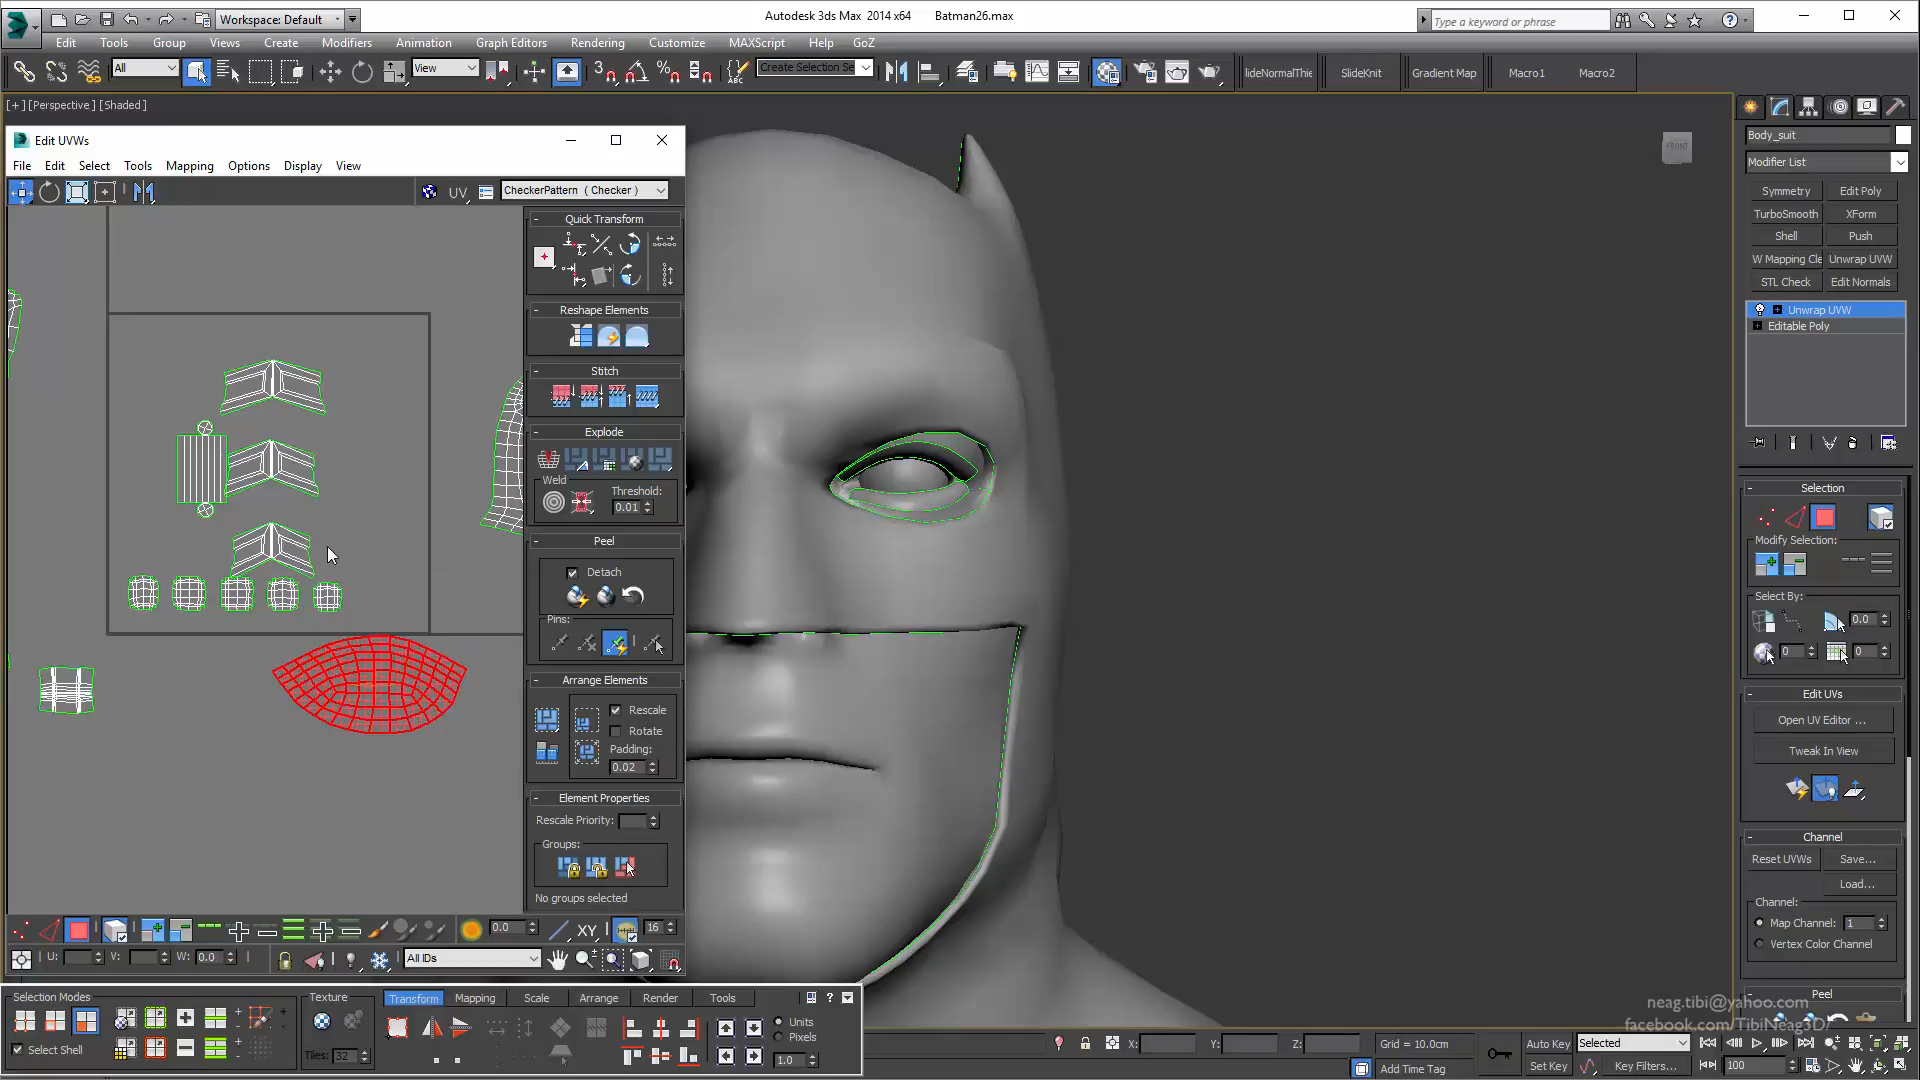 Workspace: Default
Autodesk 3ds Max 2014 x64    Batman26.max
Type a keyword or phrase
Edit Tools Group Views Create Modifiers Animation Graph Editors Rendering Customize MAXScript Help GoZ
All
View
Create Selection Se
lideNormalThie SlideKnit Gradient Map Macro1 Macro2
[+] [Perspective] [Shaded]
FRONT
Edit UVWs
File Edit Select Tools Mapping Options Display View
UV
CheckerPattern ( Checker )
Quick Transform
Reshape Elements
Stitch
Explode
Weld
Threshold:
0.01
Peel
Detach
Pins:
Arrange Elements
Rescale
Rotate
Padding:
0.02
Element Properties
Rescale Priority:
Groups:
No groups selected
0.0
XY
16
U: V: W: 0.0
All IDs
Selection Modes
Select Shell
Texture
Tiles: 32
Transform Mapping Scale Arrange Render Tools
Units
Pixels
1.0
Body_suit
Modifier List
Symmetry Edit Poly
TurboSmooth XForm
Shell Push
W Mapping Cle Unwrap UVW
STL Check Edit Normals
Unwrap UVW
Editable Poly
Selection
Modify Selection:
Select By:
0.0
0 0
Edit UVs
Open UV Editor ...
Tweak In View
Channel
Reset UVWs Save...
Load...
Channel:
Map Channel: 1
Vertex Color Channel
Peel
neag.tibi@yahoo.com
facebook.com/TibiNeag3D/
X: Y: Z: Grid = 10.0cm
Add Time Tag
Auto Key Selected
Set Key Key Filters...
100